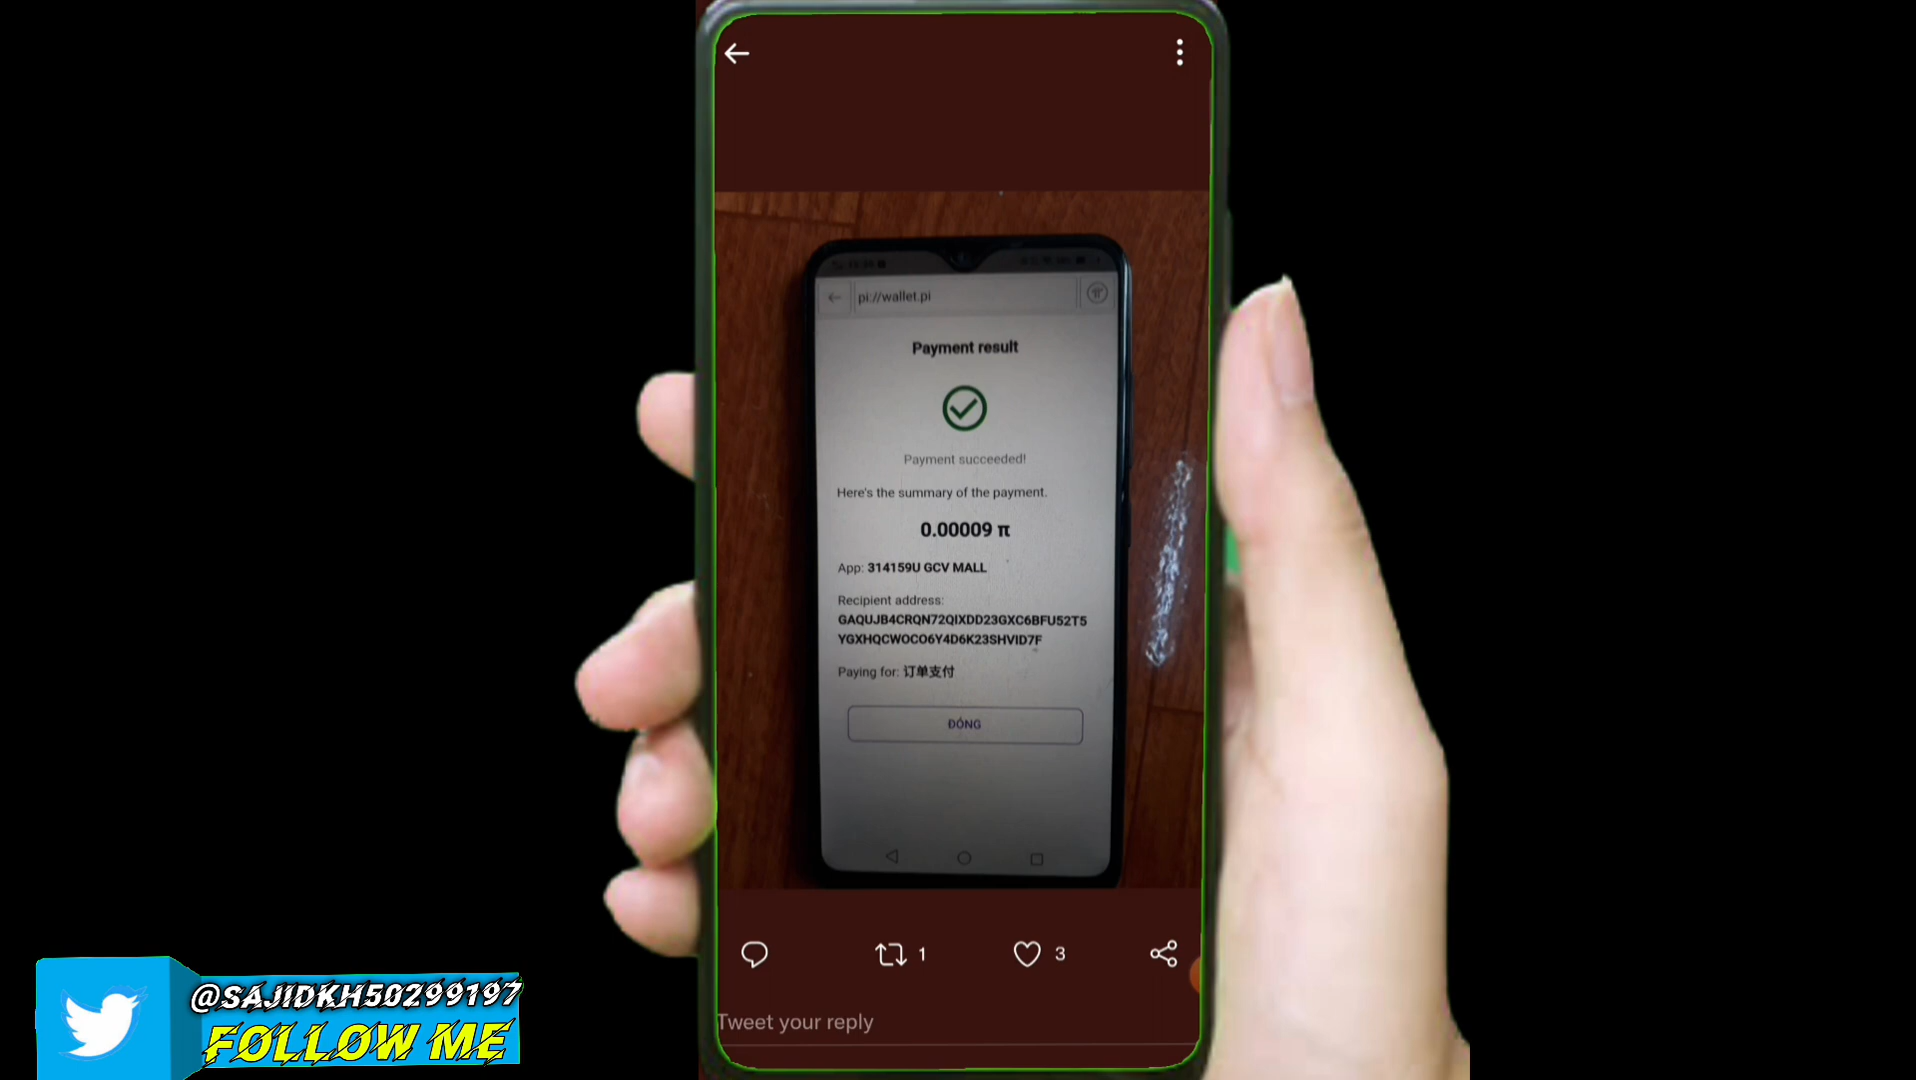 pi://wallet.pi
Payment result
Payment succeeded!
Here's the summary of the payment.
0.00009 π
App: 314159U GCV MALL
Recipient address:
GAQUJB4CRQN72QIXDD23GXC6BFU52T5
YGXHQCWOCO6Y4D6K23SHVID7F
Paying for: 订单支付
ĐÓNG
1
3
Tweet your reply
@SAJIDKH50299197
FOLLOW ME